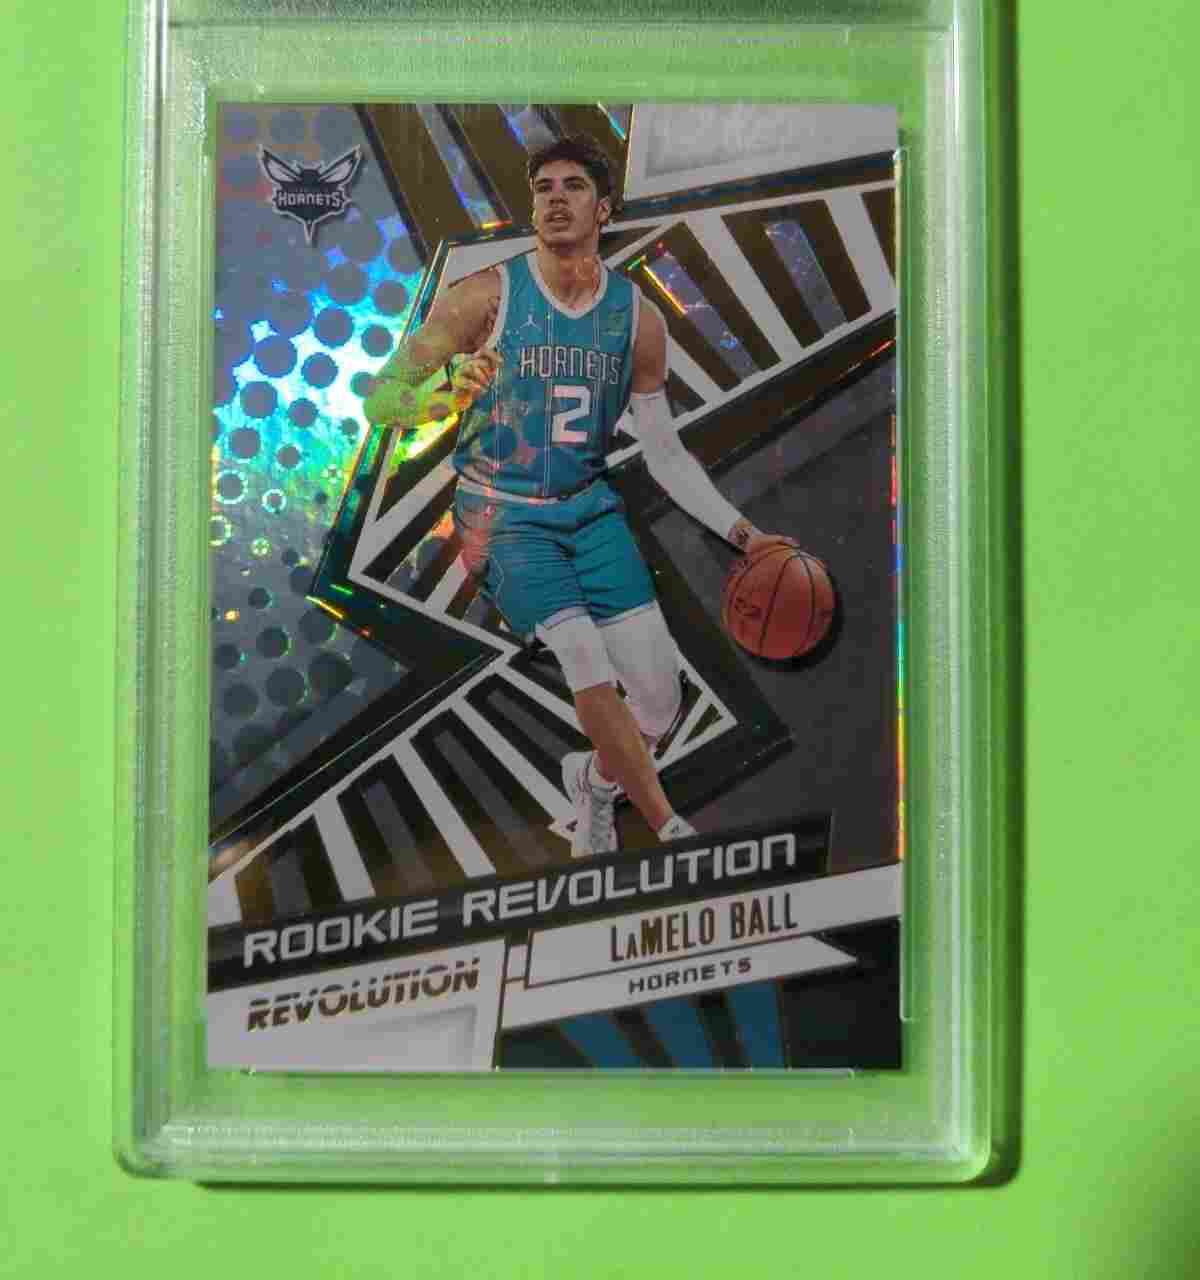 HORNETS
HORNETS
2
ROOKIE REVOLUTION
LAMELO BALL
REVOLUTION
HORNETS